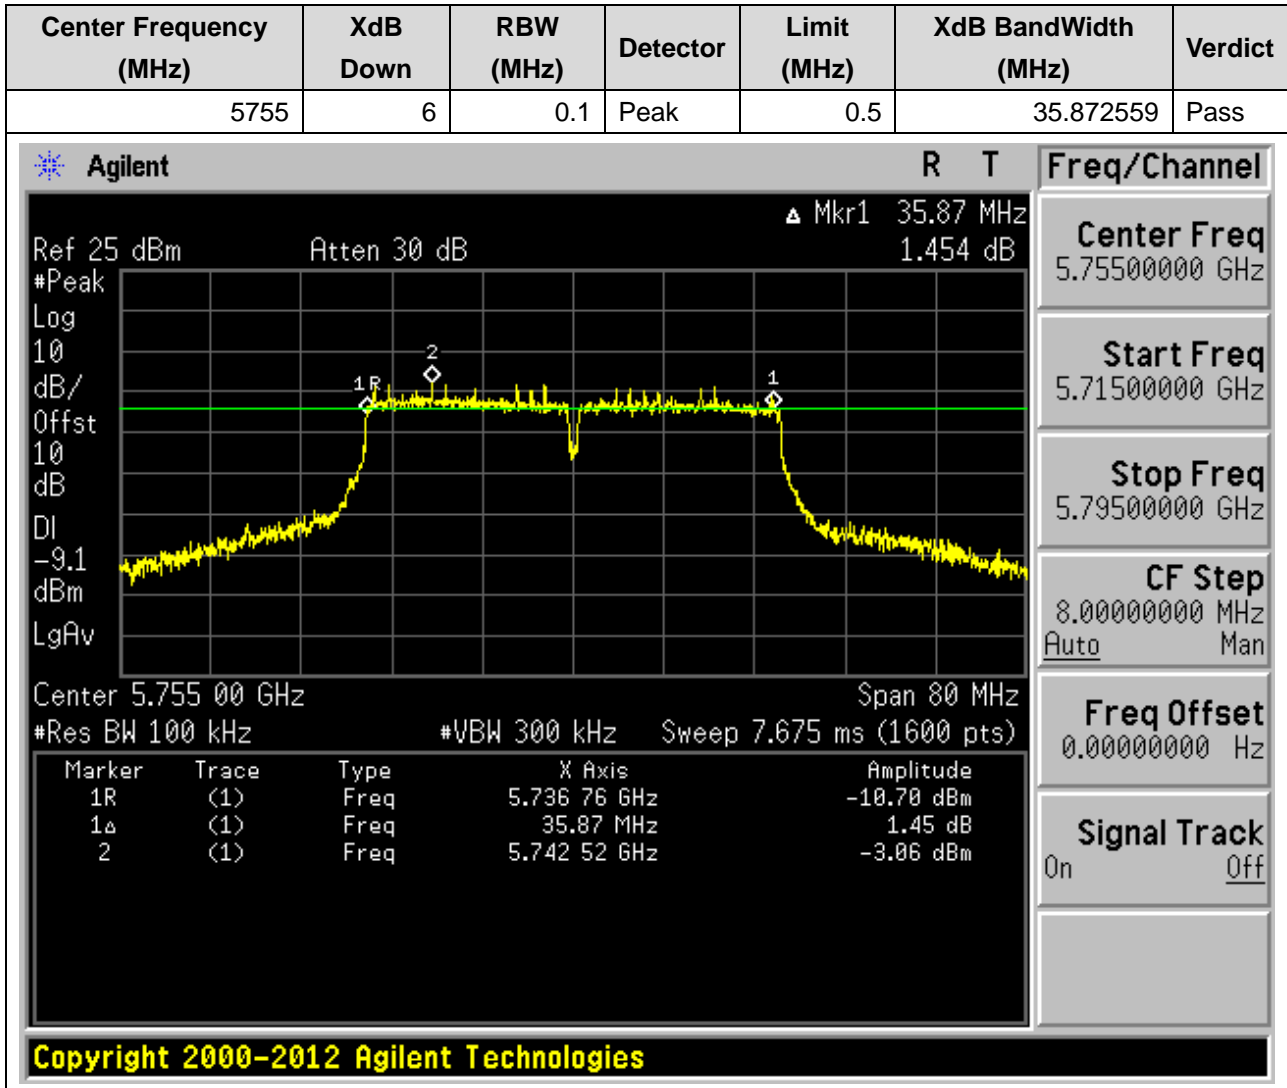 Center Frequency (MHz) XdB Down RBW (MHz) Detector Limit (MHz) XdB BandWidth (MHz) Verdict
5755 6 0.1 Peak 0.5 35.872559 Pass
Agilent R T
Δ Mkr1 35.87 MHz
Ref 25 dBm Atten 30 dB 1.454 dB
#Peak
Log
10
dB/
Offst
10
dB
DI
-9.1
dBm
LgAv
1R
2
1
Center 5.755 00 GHz Span 80 MHz
#Res BW 100 kHz #VBW 300 kHz Sweep 7.675 ms (1600 pts)
Marker Trace Type X Axis Amplitude
1R (1) Freq 5.736 76 GHz -10.70 dBm
1Δ (1) Freq 35.87 MHz 1.45 dB
2 (1) Freq 5.742 52 GHz -3.06 dBm
Freq/Channel
Center Freq
5.75500000 GHz
Start Freq
5.71500000 GHz
Stop Freq
5.79500000 GHz
CF Step
8.00000000 MHz
Auto Man
Freq Offset
0.00000000 Hz
Signal Track
On Off
Copyright 2000-2012 Agilent Technologies